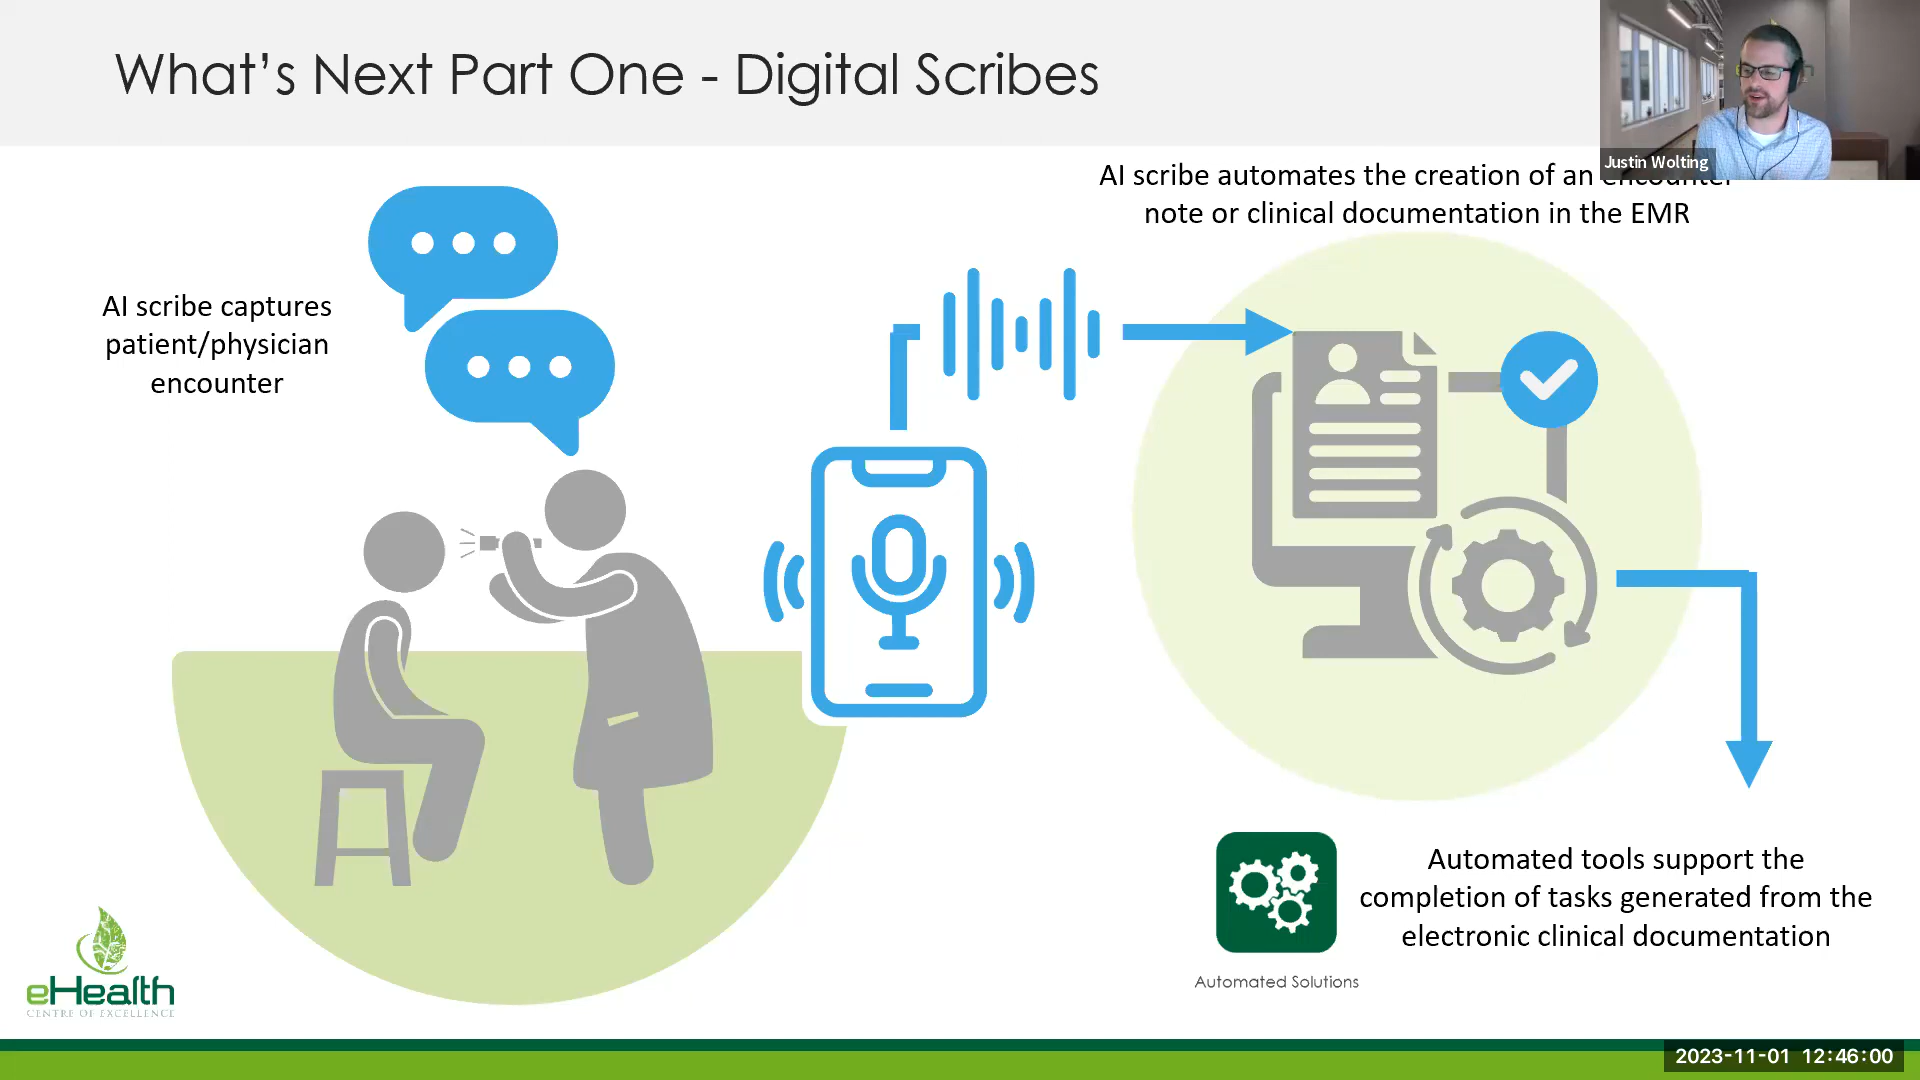 What's Next Part One - Digital Scribes
Justin Wolting
AI scribe automates the creation of an encounter
note or clinical documentation in the EMR
AI scribe captures
patient/physician
encounter
Automated tools support the
completion of tasks generated from the
electronic clinical documentation
Automated Solutions
eHealth
CENTRE OF EXCELLENCE
2023-11-01 12:46:00